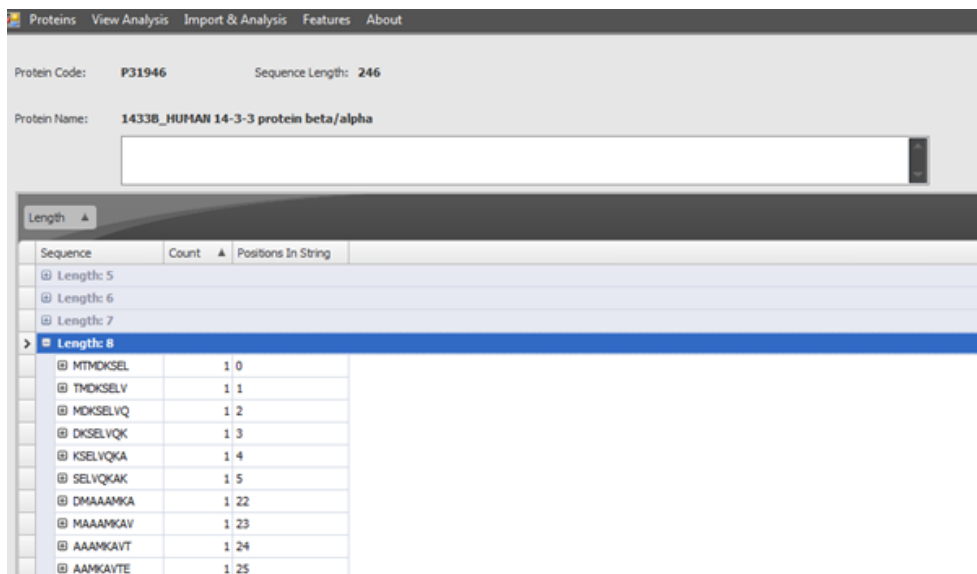 Proteins View Analysis Import & Analysis Features About
Protein Code: P31946 Sequence Length: 246
Protein Name: 1433B_HUMAN 14-3-3 protein beta/alpha
Length
Sequence Count Positions In String
Length: 5
Length: 6
Length: 7
Length: 8
MTMDKSEL 1 0
TMDKSELV 1 1
MDKSELVQ 1 2
DKSELVQK 1 3
KSELVQKA 1 4
SELVQKAK 1 5
DMAAAMKA 1 22
MAAAMKAV 1 23
AAAMKAVT 1 24
AAMKAVTE 1 25